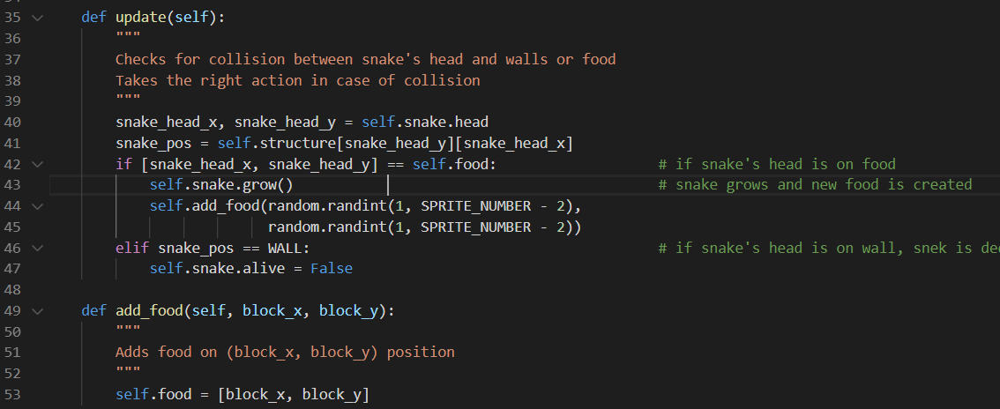 35 def update(self):
36 """
37 Checks for collision between snake's head and walls or food
38 Takes the right action in case of collision
39 """
40 snake_head_x, snake_head_y = self.snake.head
41 snake_pos = self.structure[snake_head_y][snake_head_x]
42 if [snake_head_x, snake_head_y] == self.food: # if snake's head is on food
43 self.snake.grow() # snake grows and new food is created
44 self.add_food(random.randint(1, SPRITE_NUMBER - 2),
45 random.randint(1, SPRITE_NUMBER - 2))
46 elif snake_pos == WALL: # if snake's head is on wall, snek is
47 self.snake.alive = False
48
49 def add_food(self, block_x, block_y):
50 """
51 Adds food on (block_x, block_y) position
52 """
53 self.food = [block_x, block_y]